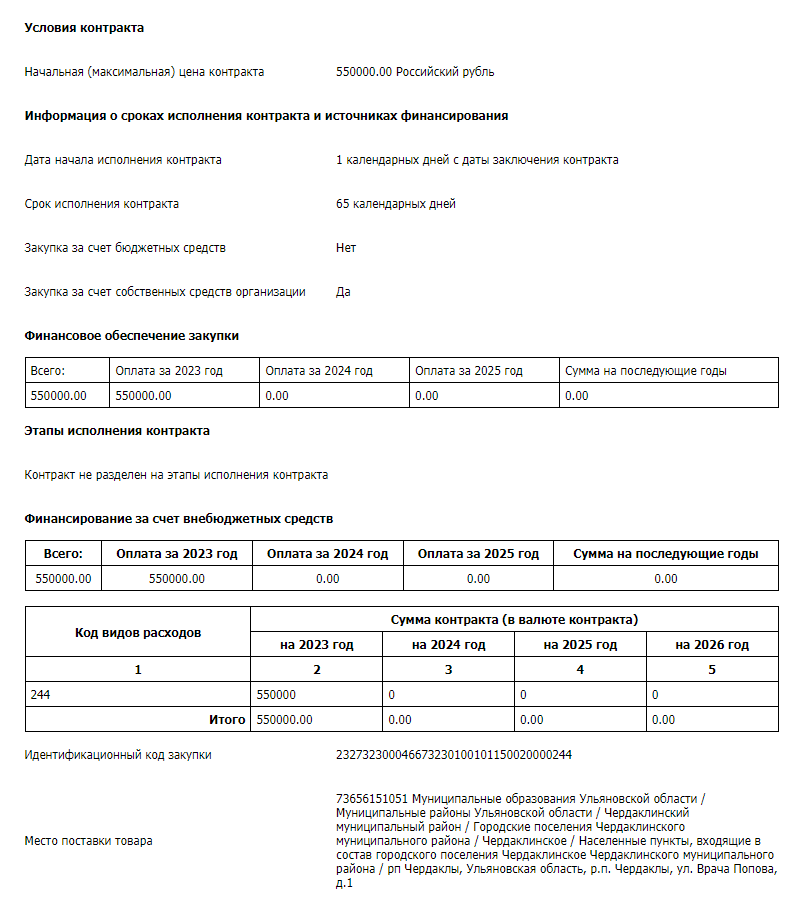 Условия контракта
Начальная (максимальная) цена контракта 550000.00 Российский рубль
Информация о сроках исполнения контракта и источниках финансирования
Дата начала исполнения контракта 1 календарных дней с даты заключения контракта
Срок исполнения контракта 65 календарных дней
Закупка за счет бюджетных средств Нет
Закупка за счет собственных средств организации Да
Финансовое обеспечение закупки
Всего: Оплата за 2023 год Оплата за 2024 год Оплата за 2025 год Сумма на последующие годы
550000.00 550000.00 0.00 0.00 0.00
Этапы исполнения контракта
Контракт не разделен на этапы исполнения контракта
Финансирование за счет внебюджетных средств
Всего: Оплата за 2023 год Оплата за 2024 год Оплата за 2025 год Сумма на последующие годы
550000.00 550000.00 0.00 0.00 0.00
Код видов расходов Сумма контракта (в валюте контракта)
на 2023 год на 2024 год на 2025 год на 2026 год
1 2 3 4 5
244 550000 0 0 0
Итого 550000.00 0.00 0.00 0.00
Идентификационный код закупки 232732300046673230100101150020000244
Место поставки товара
73656151051 Муниципальные образования Ульяновской области /
Муниципальные районы Ульяновской области / Чердаклинский
муниципальный район / Городские поселения Чердаклинского
муниципального района / Чердаклинское / Населенные пункты, входящие в
состав городского поселения Чердаклинское Чердаклинского муниципального
района / рп Чердаклы, Ульяновская область, р.п. Чердаклы, ул. Врача Попова,
д.1